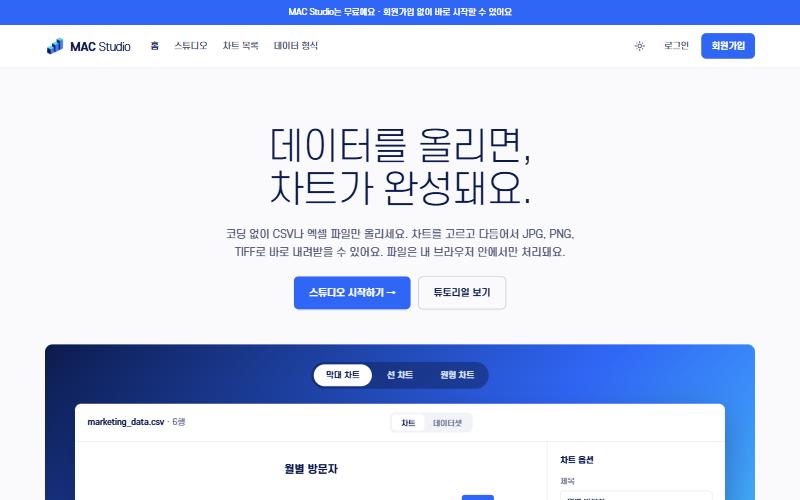 MAC Studio는 무료예요 · 회원가입 없이 바로 시작할 수 있어요
MAC Studio 홈 스튜디오 차트 목록 데이터 형식 로그인 회원가입
데이터를 올리면,
차트가 완성돼요.
코딩 없이 CSV나 엑셀 파일만 올리세요. 차트를 고르고 다듬어서 JPG, PNG,
TIFF로 바로 내려받을 수 있어요. 파일은 내 브라우저 안에서만 처리돼요.
스튜디오 시작하기 → 튜토리얼 보기
막대 차트 선 차트 원형 차트
marketing_data.csv · 6행 차트 데이터셋
월별 방문자 차트 옵션
제목